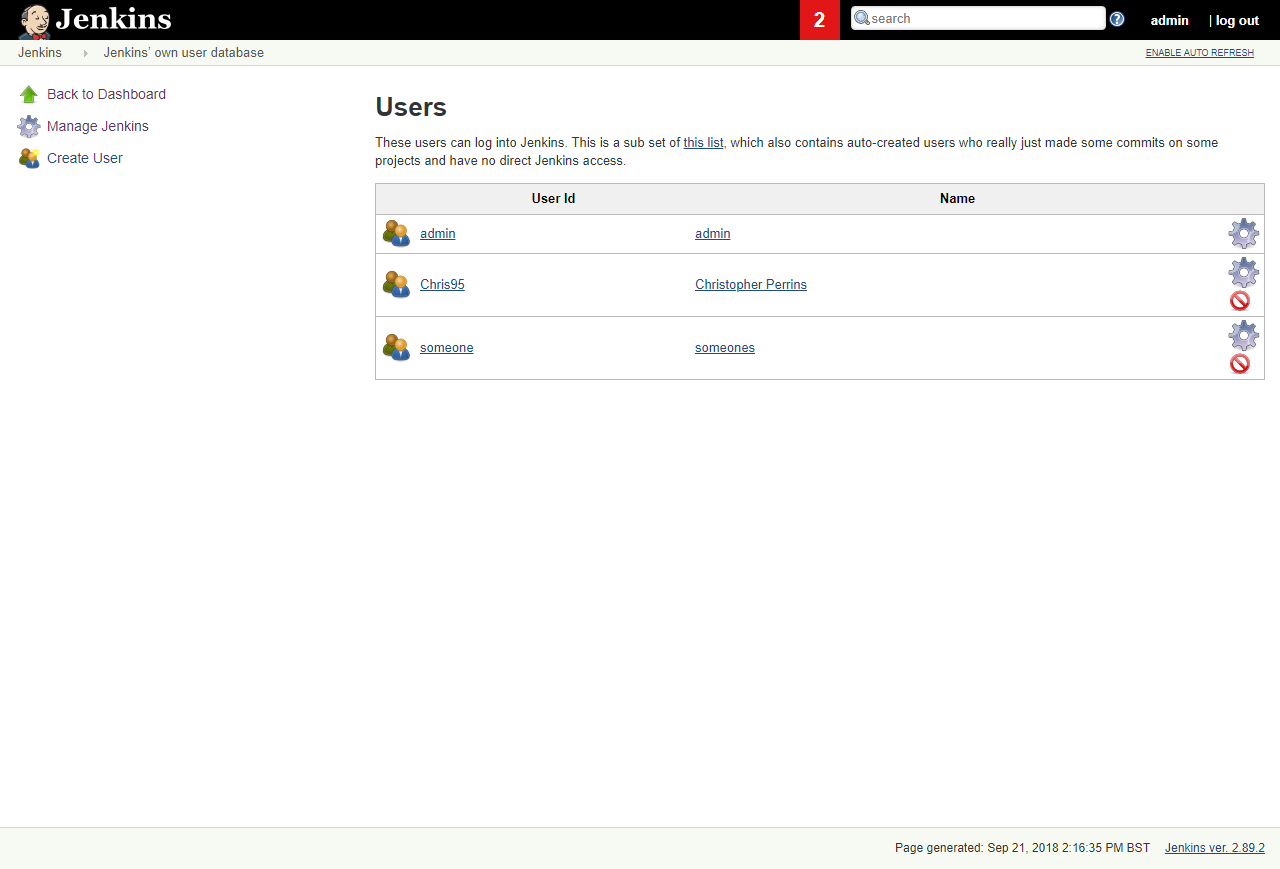 Jenkins
2
search
?
admin
| log out
Jenkins
Jenkins' own user database
ENABLE AUTO REFRESH
Back to Dashboard
Manage Jenkins
Create User
Users
These users can log into Jenkins. This is a sub set of this list, which also contains auto-created users who really just made some commits on some
projects and have no direct Jenkins access.
User Id Name
admin admin
Chris95 Christopher Perrins
someone someones
Page generated: Sep 21, 2018 2:16:35 PM BST Jenkins ver. 2.89.2